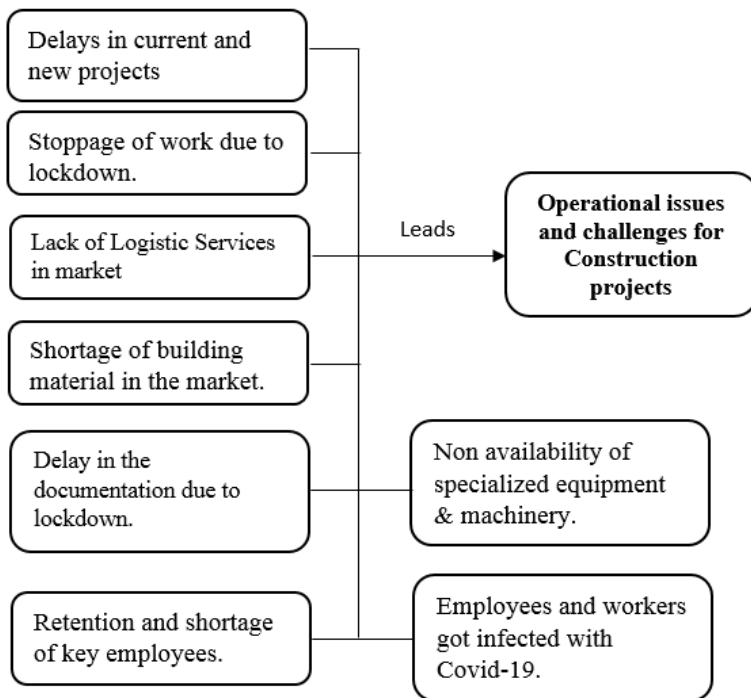 Delays in current and
new projects
Stoppage of work due to
lockdown.
Lack of Logistic Services
in market
Shortage of building
material in the market.
Delay in the
documentation due to
lockdown.
Retention and shortage
of key employees.
Leads
Operational issues
and challenges for
Construction
projects
Non availability of
specialized equipment
& machinery.
Employees and workers
got infected with
Covid-19.